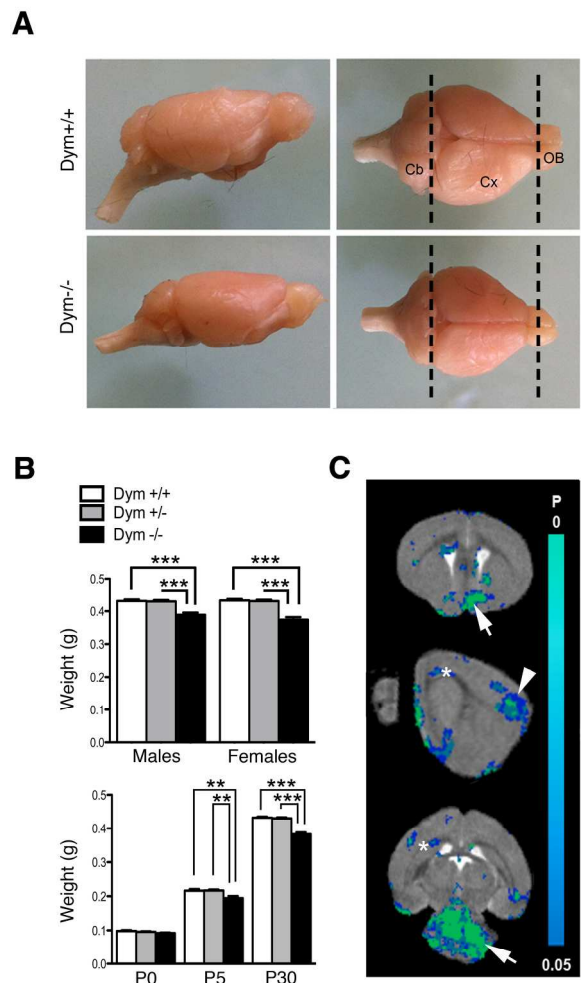 A
Dym+/+
Cb
Cx
OB
Dym-/-
B
Dym +/+
Dym +/-
Dym -/-
***
***
***
***
Weight (g)
0.5
0.4
0.3
0.2
0.1
0.0
Males
Females
**
**
***
***
Weight (g)
0.5
0.4
0.3
0.2
0.1
0.0
P0
P5
P30
C
P
0
*
*
0.05